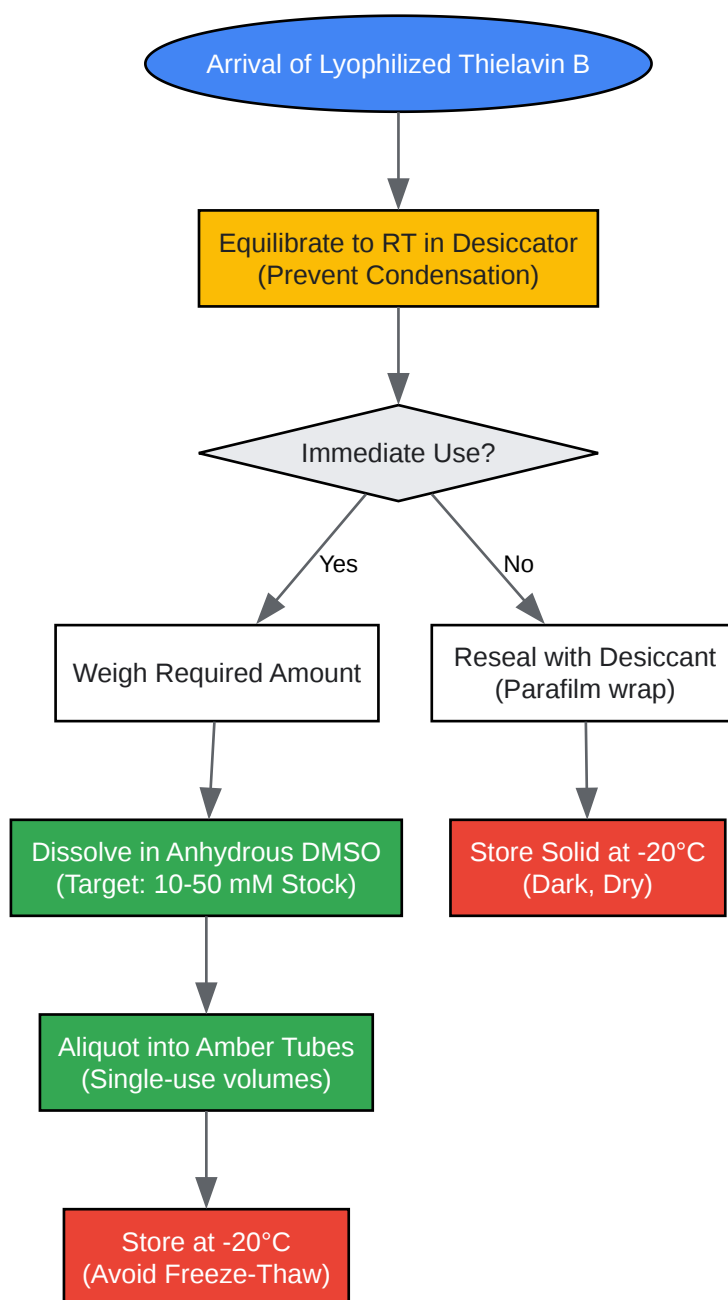 Arrival of Lyophilized Thielavin B
Equilibrate to RT in Desiccator
(Prevent Condensation)
Immediate Use?
Yes
No
Weigh Required Amount
Reseal with Desiccant
(Parafilm wrap)
Dissolve in Anhydrous DMSO
(Target: 10-50 mM Stock)
Store Solid at -20°C
(Dark, Dry)
Aliquot into Amber Tubes
(Single-use volumes)
Store at -20°C
(Avoid Freeze-Thaw)